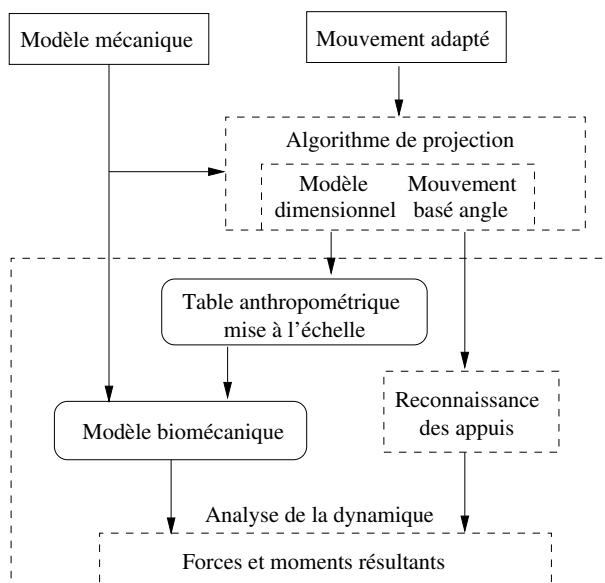 Modèle mécanique
Mouvement adapté
Algorithme de projection
Modèle
dimensionnel
Mouvement
basé angle
Table anthropométrique
mise à l'échelle
Modèle biomécanique
Reconnaissance
des appuis
Analyse de la dynamique
Forces et moments résultants